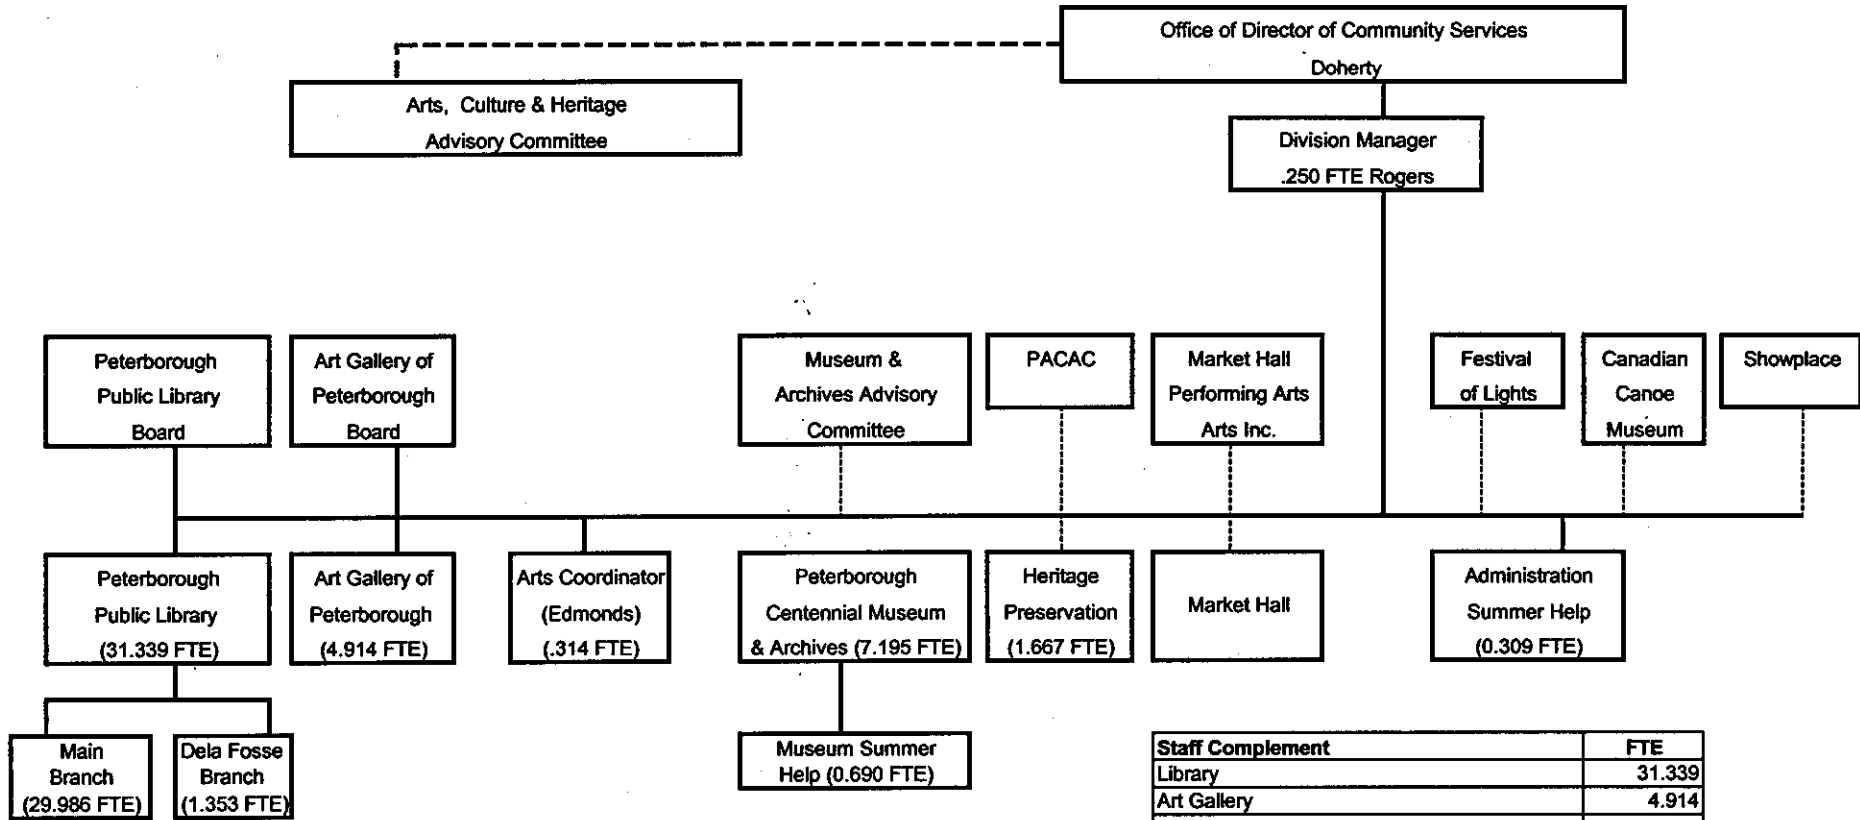 Office of Director of Community Services
Doherty
Arts, Culture & Heritage
Advisory Committee
Division Manager
.250 FTE Rogers
Peterborough
Public Library
Board
Art Gallery of
Peterborough
Board
Museum &
Archives Advisory
Committee
PACAC
Market Hall
Performing Arts
Arts Inc.
Festival
of Lights
Canadian
Canoe
Museum
Showplace
Peterborough
Public Library
(31.339 FTE)
Art Gallery of
Peterborough
(4.914 FTE)
Arts Coordinator
(Edmonds)
(.314 FTE)
Peterborough
Centennial Museum
& Archives (7.195 FTE)
Heritage
Preservation
(1.667 FTE)
Market Hall
Administration
Summer Help
(0.309 FTE)
Main
Branch
(29.986 FTE)
Dela Fosse
Branch
(1.353 FTE)
Museum Summer
Help (0.690 FTE)
Staff Complement FTE
Library 31.339
Art Gallery 4.914